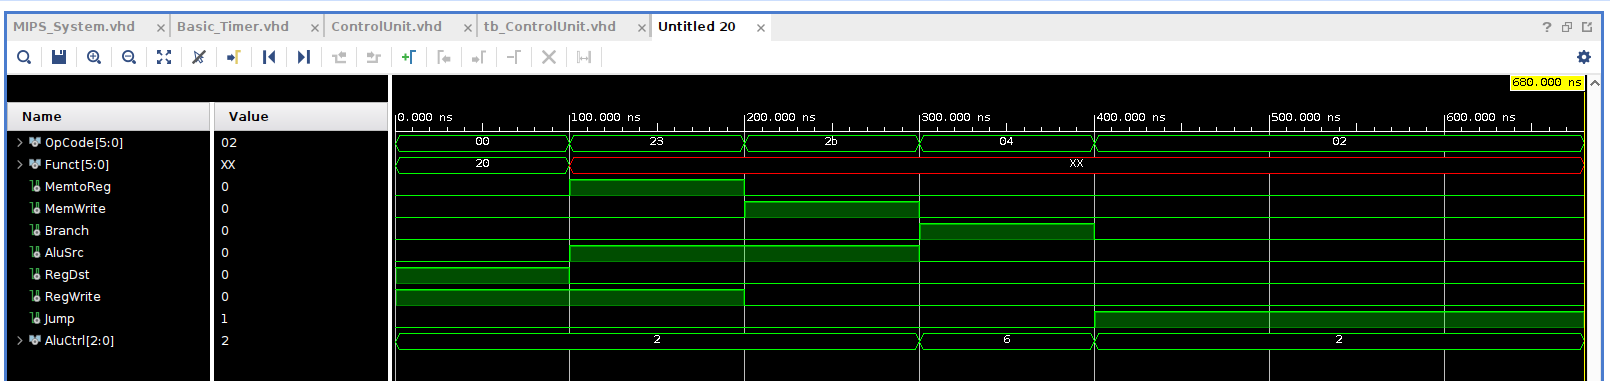 MIPS_System.vhd × Basic_Timer.vhd × ControlUnit.vhd × tb_ControlUnit.vhd × Untitled 20 × ?
680.000 ns
Name Value
0.000 ns 100.000 ns 200.000 ns 300.000 ns 400.000 ns 500.000 ns 600.000 ns
OpCode[5:0] 02 00 23 2b 04 02
Funct[5:0] XX 20 XX
MemtoReg 0
MemWrite 0
Branch 0
AluSrc 0
RegDst 0
RegWrite 0
Jump 1
AluCtrl[2:0] 2 2 6 2